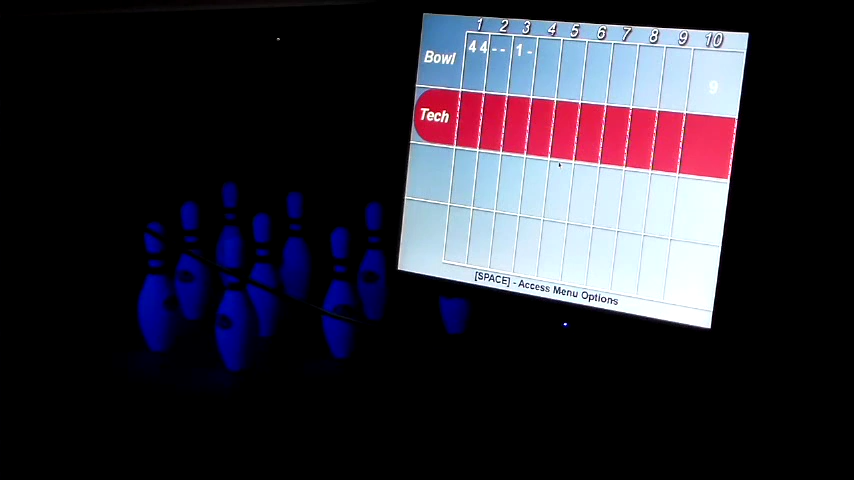 1 2 3 4 5 6 7 8 9 10
Bowl 4 4 - - 1 -
9
Tech
[SPACE] - Access Menu Options